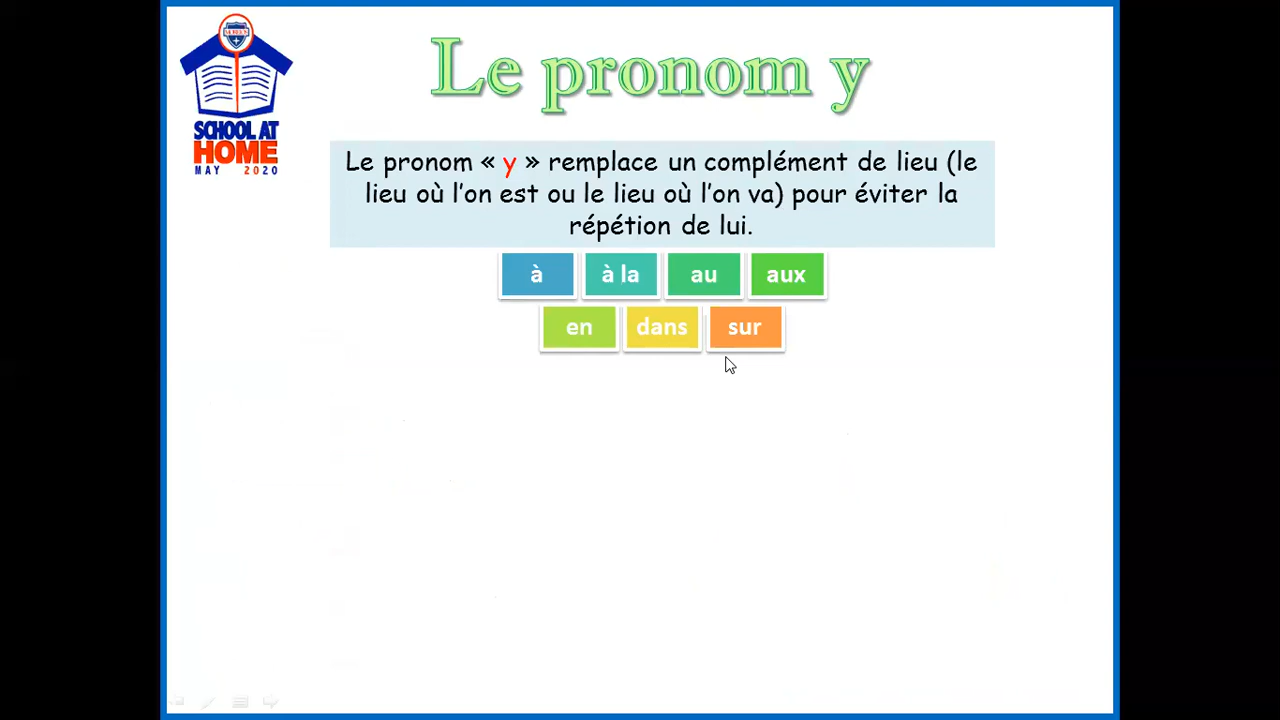 Le pronom y
SCHOOL AT
HOME
MAY 2020
Le pronom « y » remplace un complément de lieu (le
lieu où l'on est ou le lieu où l'on va) pour éviter la
répétion de lui.
à à la au aux
en dans sur